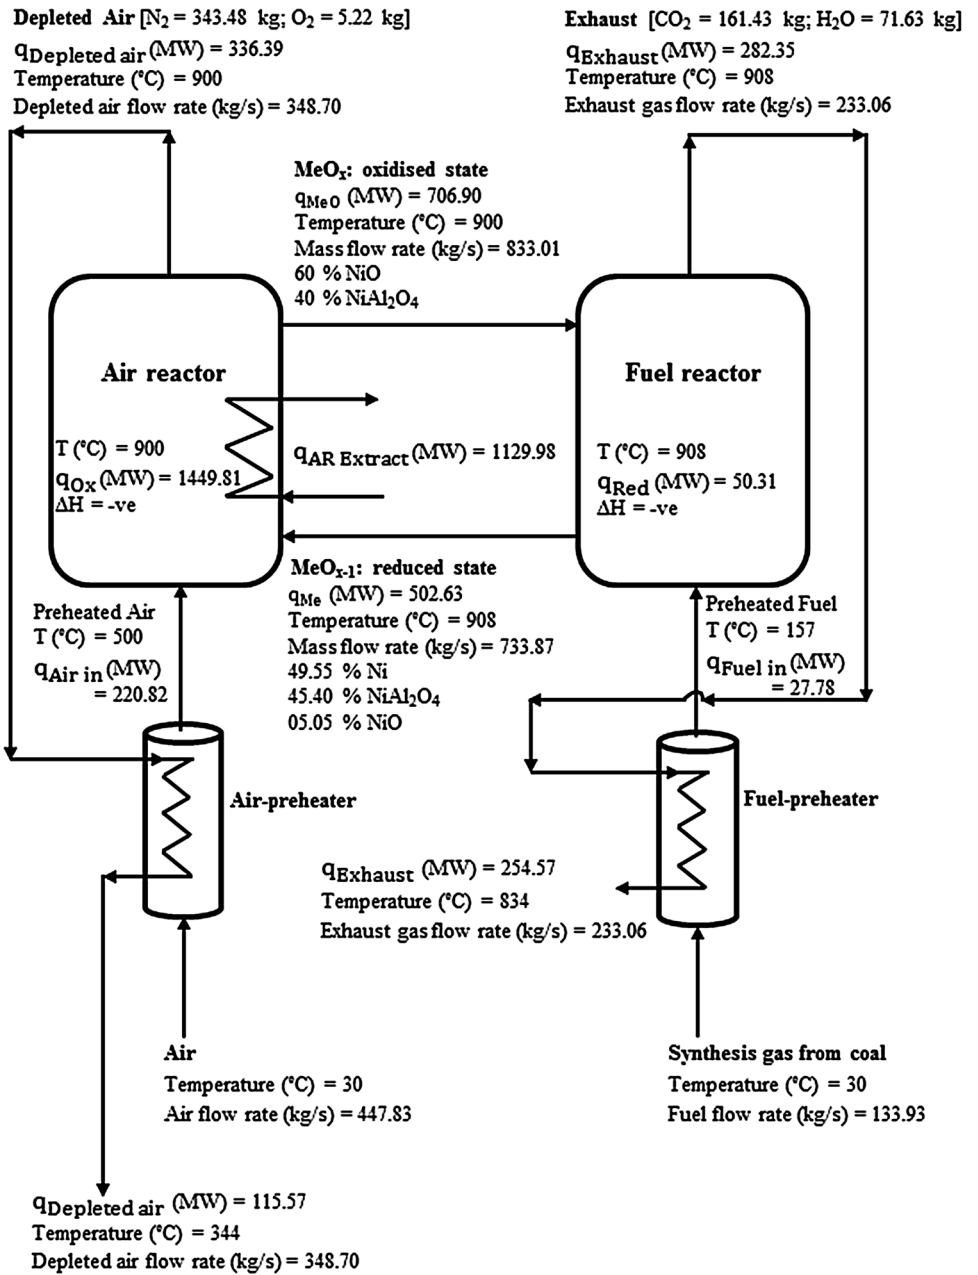 Depleted Air [N₂ = 343.48 kg; O₂ = 5.22 kg]
qDepleted air (MW) = 336.39
Temperature (°C) = 900
Depleted air flow rate (kg/s) = 348.70
Exhaust [CO₂ = 161.43 kg; H₂O = 71.63 kg]
qExhaust (MW) = 282.35
Temperature (°C) = 908
Exhaust gas flow rate (kg/s) = 233.06
MeOₓ: oxidised state
qMeO (MW) = 706.90
Temperature (°C) = 900
Mass flow rate (kg/s) = 833.01
60 % NiO
40 % NiAl₂O₄
Air reactor
T (°C) = 900
qOx (MW) = 1449.81
ΔH = -ve
qAR Extract (MW) = 1129.98
Fuel reactor
T (°C) = 908
qRed (MW) = 50.31
ΔH = -ve
MeOₓ₋₁: reduced state
qMe (MW) = 502.63
Temperature (°C) = 908
Mass flow rate (kg/s) = 733.87
49.55 % Ni
45.40 % NiAl₂O₄
05.05 % NiO
Preheated Air
T (°C) = 500
qAir in (MW)
= 220.82
Preheated Fuel
T (°C) = 157
qFuel in (MW)
= 27.78
Air-preheater
Fuel-preheater
qExhaust (MW) = 254.57
Temperature (°C) = 834
Exhaust gas flow rate (kg/s) = 233.06
Air
Temperature (°C) = 30
Air flow rate (kg/s) = 447.83
Synthesis gas from coal
Temperature (°C) = 30
Fuel flow rate (kg/s) = 133.93
qDepleted air (MW) = 115.57
Temperature (°C) = 344
Depleted air flow rate (kg/s) = 348.70